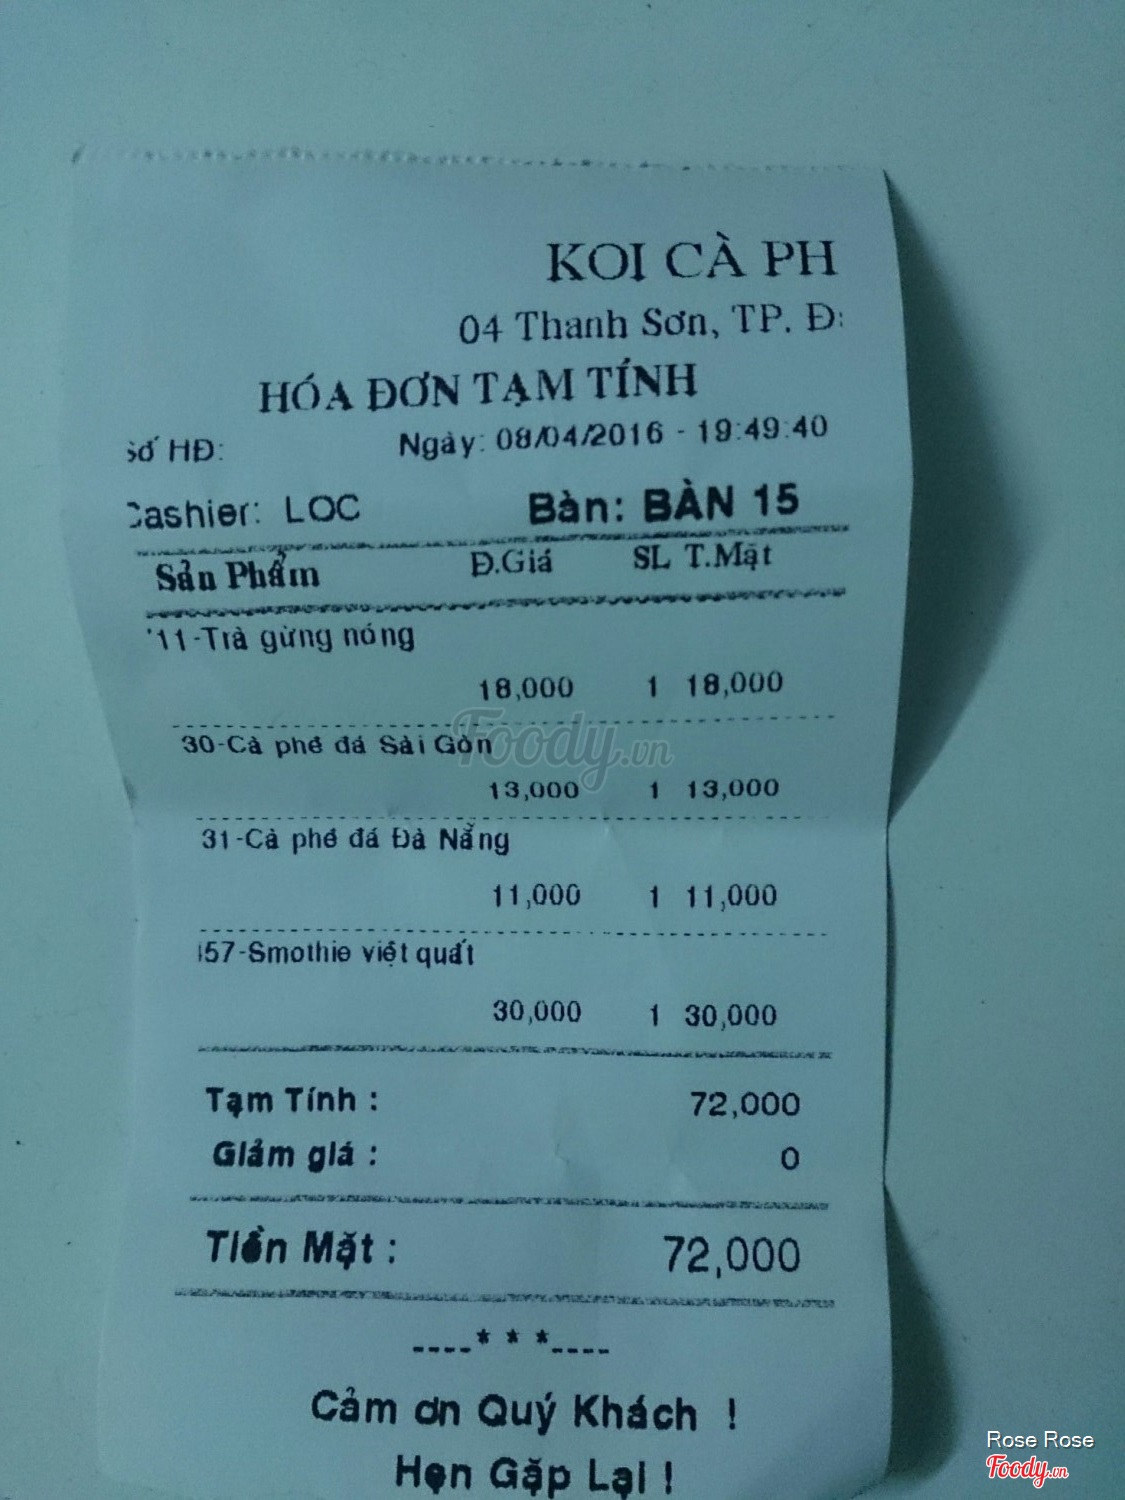 KOI CÀ PH
04 Thanh Sơn, TP. Đ
HÓA ĐƠN TẠM TÍNH
Số HĐ: Ngày: 08/04/2016 - 19:49:40
Cashier: LOC Bàn: BÀN 15
Sản Phẩm Đ.Giá SL T.Mặt
11-Trà gừng nóng
18,000 1 18,000
30-Cà phê đá Sài Gòn
13,000 1 13,000
31-Cà phê đá Đà Nẵng
11,000 1 11,000
57-Smothie việt quất
30,000 1 30,000
Tạm Tính : 72,000
Giảm giá : 0
Tiền Mặt : 72,000
----***----
Cảm ơn Quý Khách !
Hẹn Gặp Lại !
Foody.vn
Rose Rose
Foody.vn